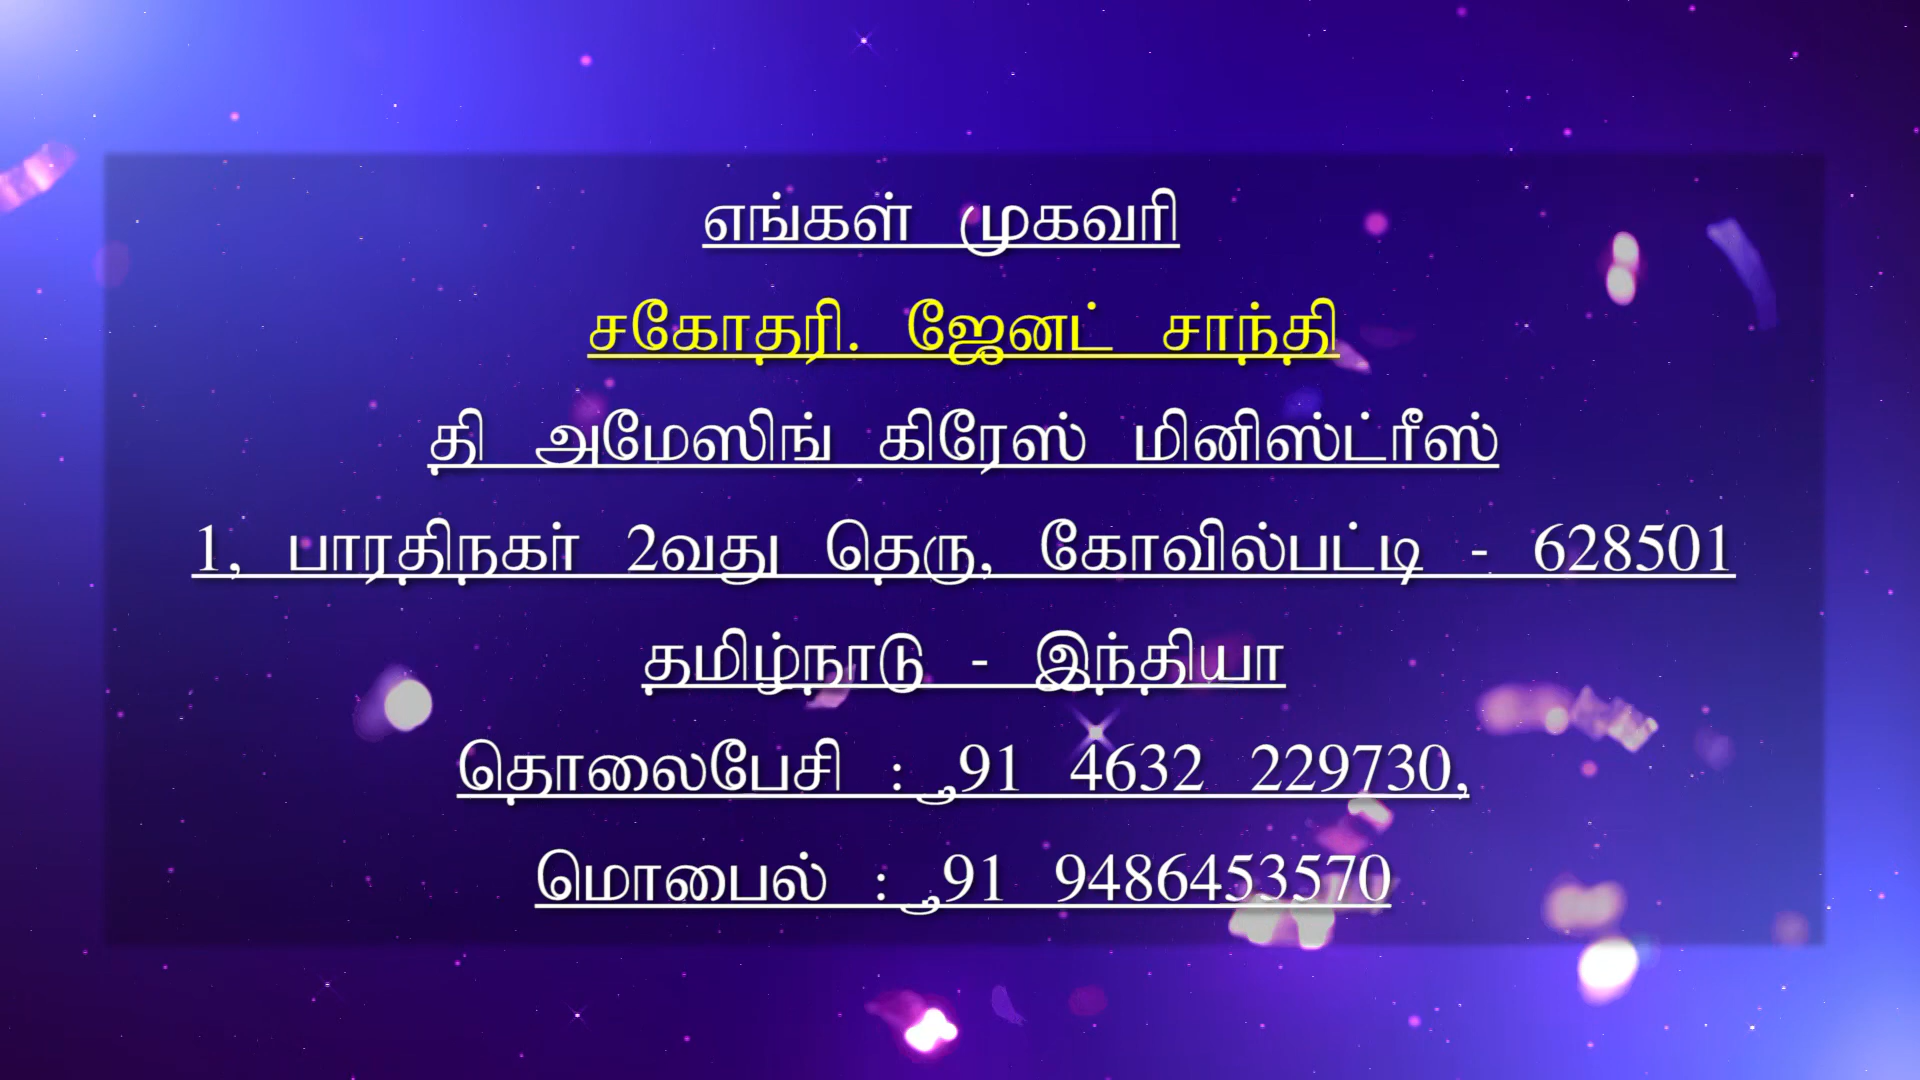 எங்கள் முகவரி
சகோதரி. ஜேனட் சாந்தி
தி அமேஸிங் கிரேஸ் மினிஸ்ட்ரீஸ்
1, பாரதிநகர் 2வது தெரு, கோவில்பட்டி - 628501
தமிழ்நாடு - இந்தியா
தொலைபேசி : ு91 4632 229730,
மொபைல் : ு91 9486453570